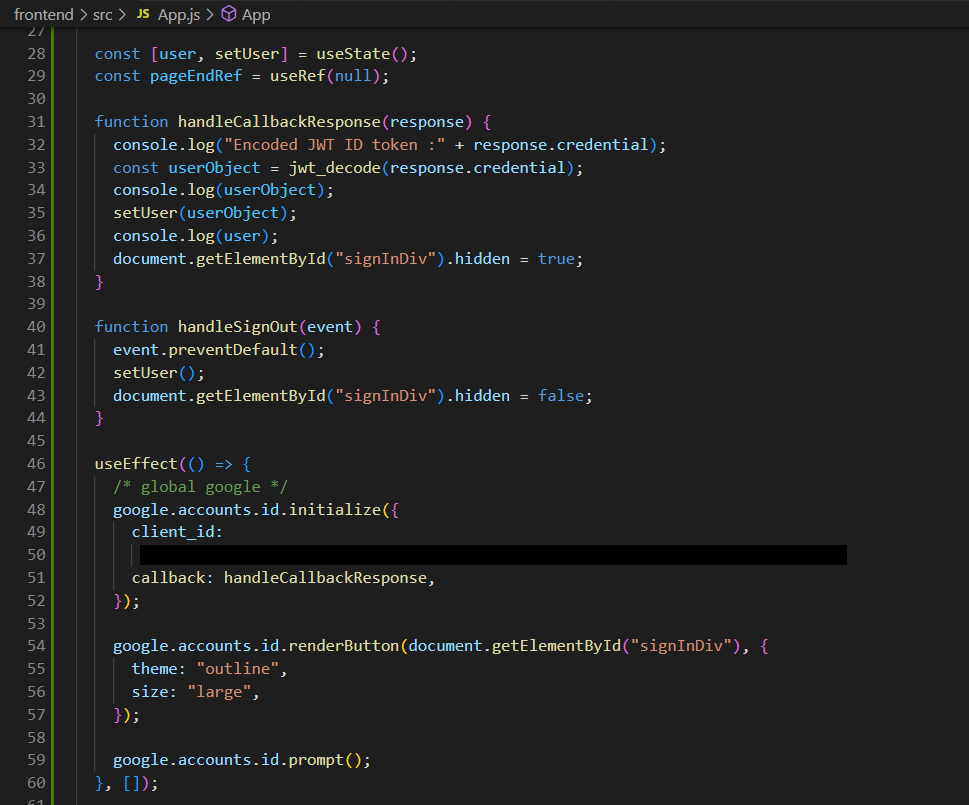 frontend > src > JS App.js > App
27
28 const [user, setUser] = useState();
29 const pageEndRef = useRef(null);
30
31 function handleCallbackResponse(response) {
32 console.log("Encoded JWT ID token :" + response.credential);
33 const userObject = jwt_decode(response.credential);
34 console.log(userObject);
35 setUser(userObject);
36 console.log(user);
37 document.getElementById("signInDiv").hidden = true;
38 }
39
40 function handleSignOut(event) {
41 event.preventDefault();
42 setUser();
43 document.getElementById("signInDiv").hidden = false;
44 }
45
46 useEffect(() => {
47 /* global google */
48 google.accounts.id.initialize({
49 client_id:
50
51 callback: handleCallbackResponse,
52 });
53
54 google.accounts.id.renderButton(document.getElementById("signInDiv"), {
55 theme: "outline",
56 size: "large",
57 });
58
59 google.accounts.id.prompt();
60 }, []);
61